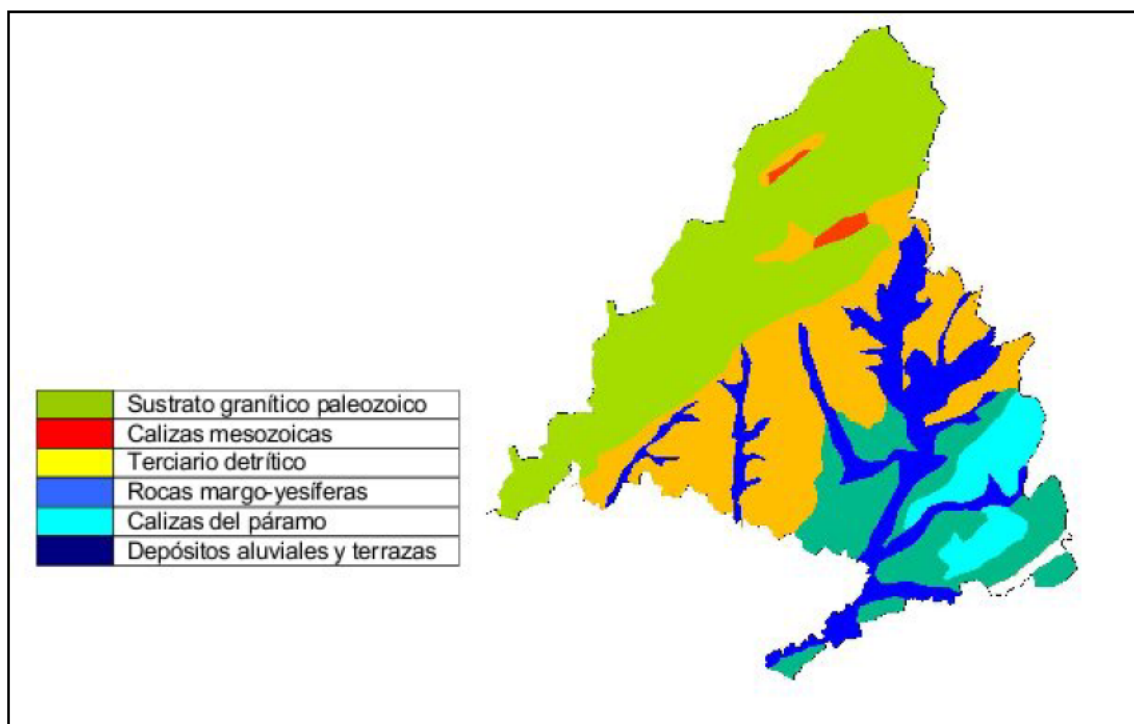 Sustrato granítico paleozoico
Calizas mesozoicas
Terciario detrítico
Rocas margo-yesíferas
Calizas del páramo
Depósitos aluviales y terrazas